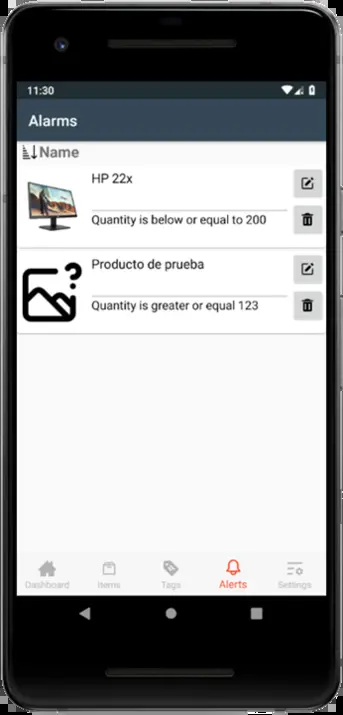 11:30
Alarms
Name
HP 22x
Quantity is below or equal to 200
Producto de prueba
Quantity is greater or equal 123
Dashboard Items Tags Alerts Settings